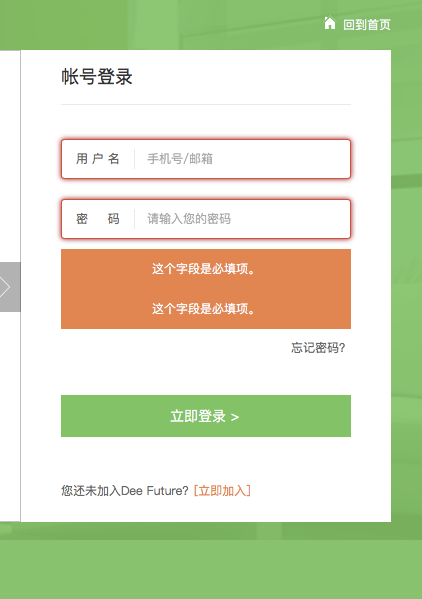 回到首页
帐号登录
用 户 名 手机号/邮箱
密 码 请输入您的密码
这个字段是必填项。
这个字段是必填项。
忘记密码?
立即登录 >
您还未加入Dee Future? [立即加入]